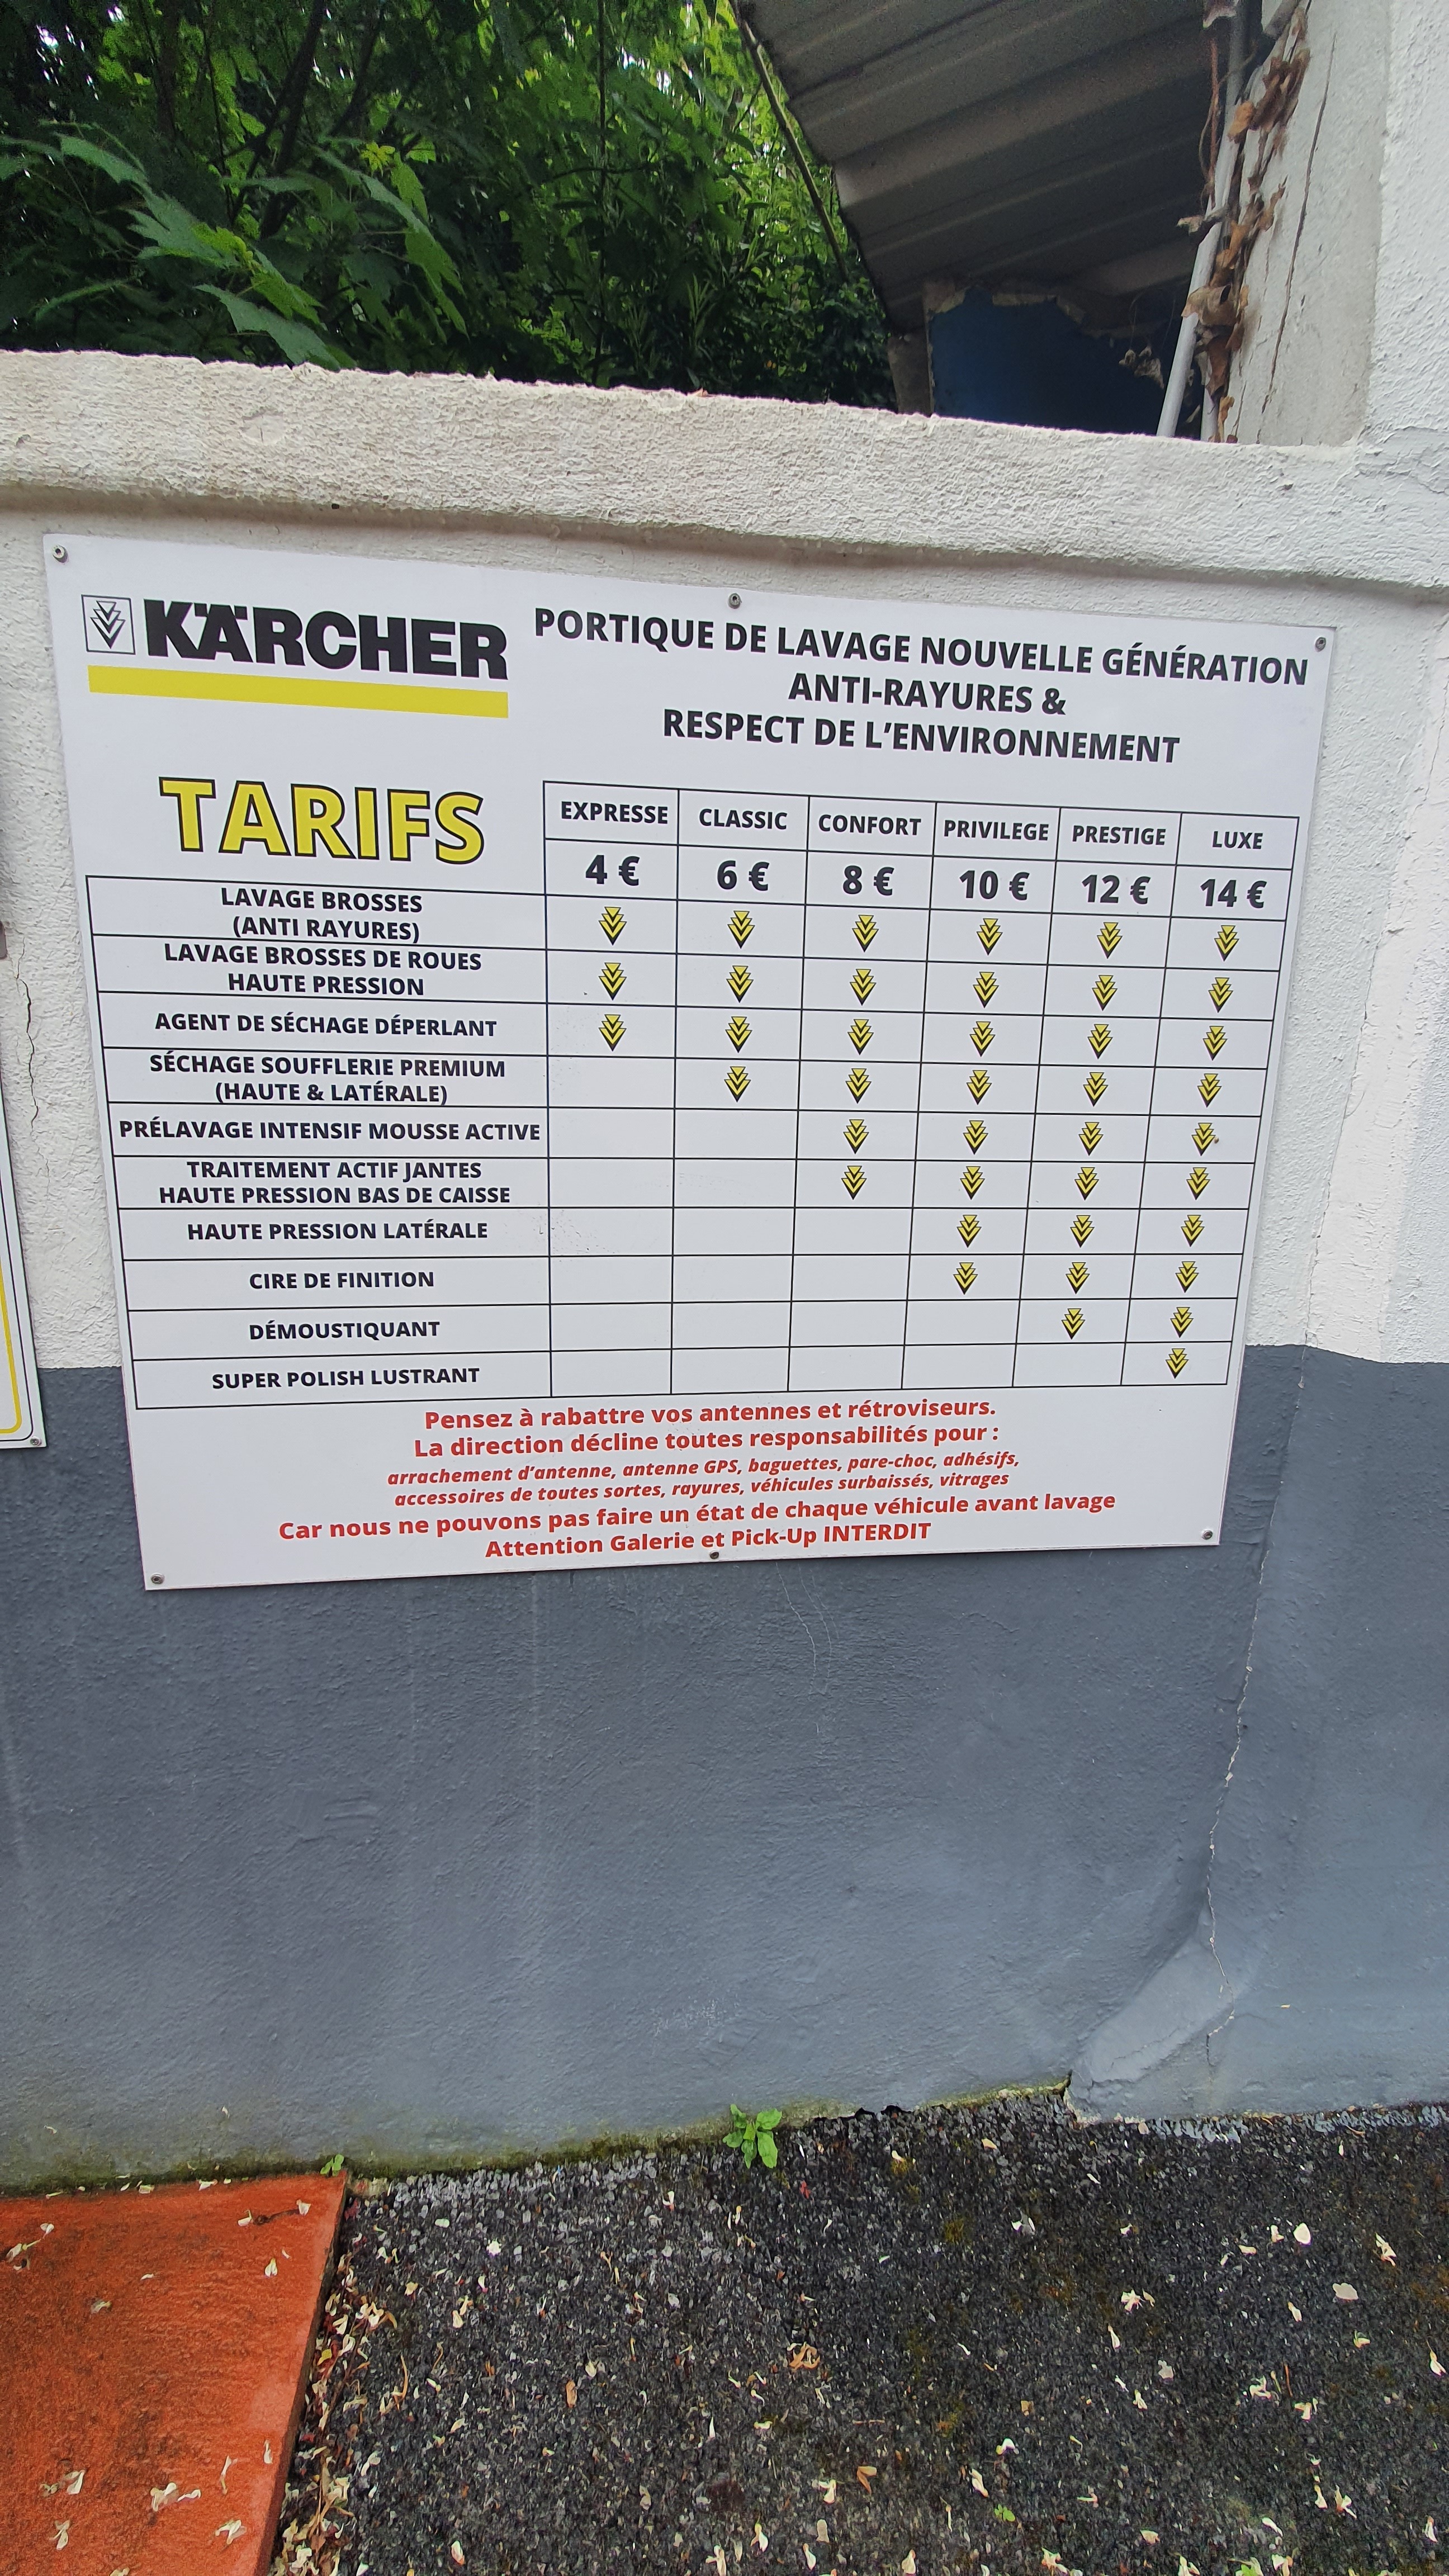 KÄRCHER
PORTIQUE DE LAVAGE NOUVELLE GÉNÉRATION
ANTI-RAYURES &
RESPECT DE L'ENVIRONNEMENT
TARIFS
EXPRESSE CLASSIC CONFORT PRIVILEGE PRESTIGE LUXE
4 € 6 € 8 € 10 € 12 € 14 €
LAVAGE BROSSES
(ANTI RAYURES)
LAVAGE BROSSES DE ROUES
HAUTE PRESSION
AGENT DE SÉCHAGE DÉPERLANT
SÉCHAGE SOUFFLERIE PREMIUM
(HAUTE & LATÉRALE)
PRÉLAVAGE INTENSIF MOUSSE ACTIVE
TRAITEMENT ACTIF JANTES
HAUTE PRESSION BAS DE CAISSE
HAUTE PRESSION LATÉRALE
CIRE DE FINITION
DÉMOUSTIQUANT
SUPER POLISH LUSTRANT
Pensez à rabattre vos antennes et rétroviseurs.
La direction décline toutes responsabilités pour :
arrachement d'antenne, antenne GPS, baguettes, pare-choc, adhésifs,
accessoires de toutes sortes, rayures, véhicules surbaissés, vitrages
Car nous ne pouvons pas faire un état de chaque véhicule avant lavage
Attention Galerie et Pick-Up INTERDIT